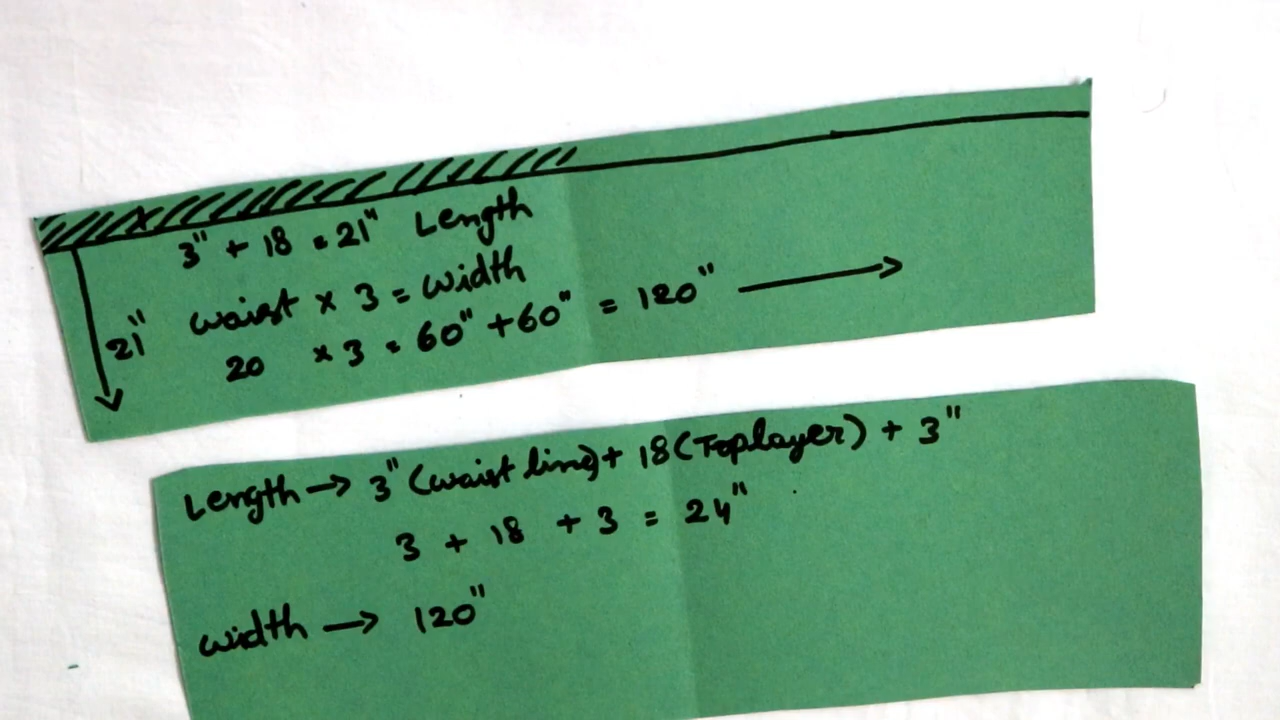 3" + 18 = 21" Length
21"
waist x 3 = width
20 x 3 = 60" + 60" = 120" →
Length → 3" (waist line) + 18 (Toplayer) + 3"
3 + 18 + 3 = 24"
width → 120"